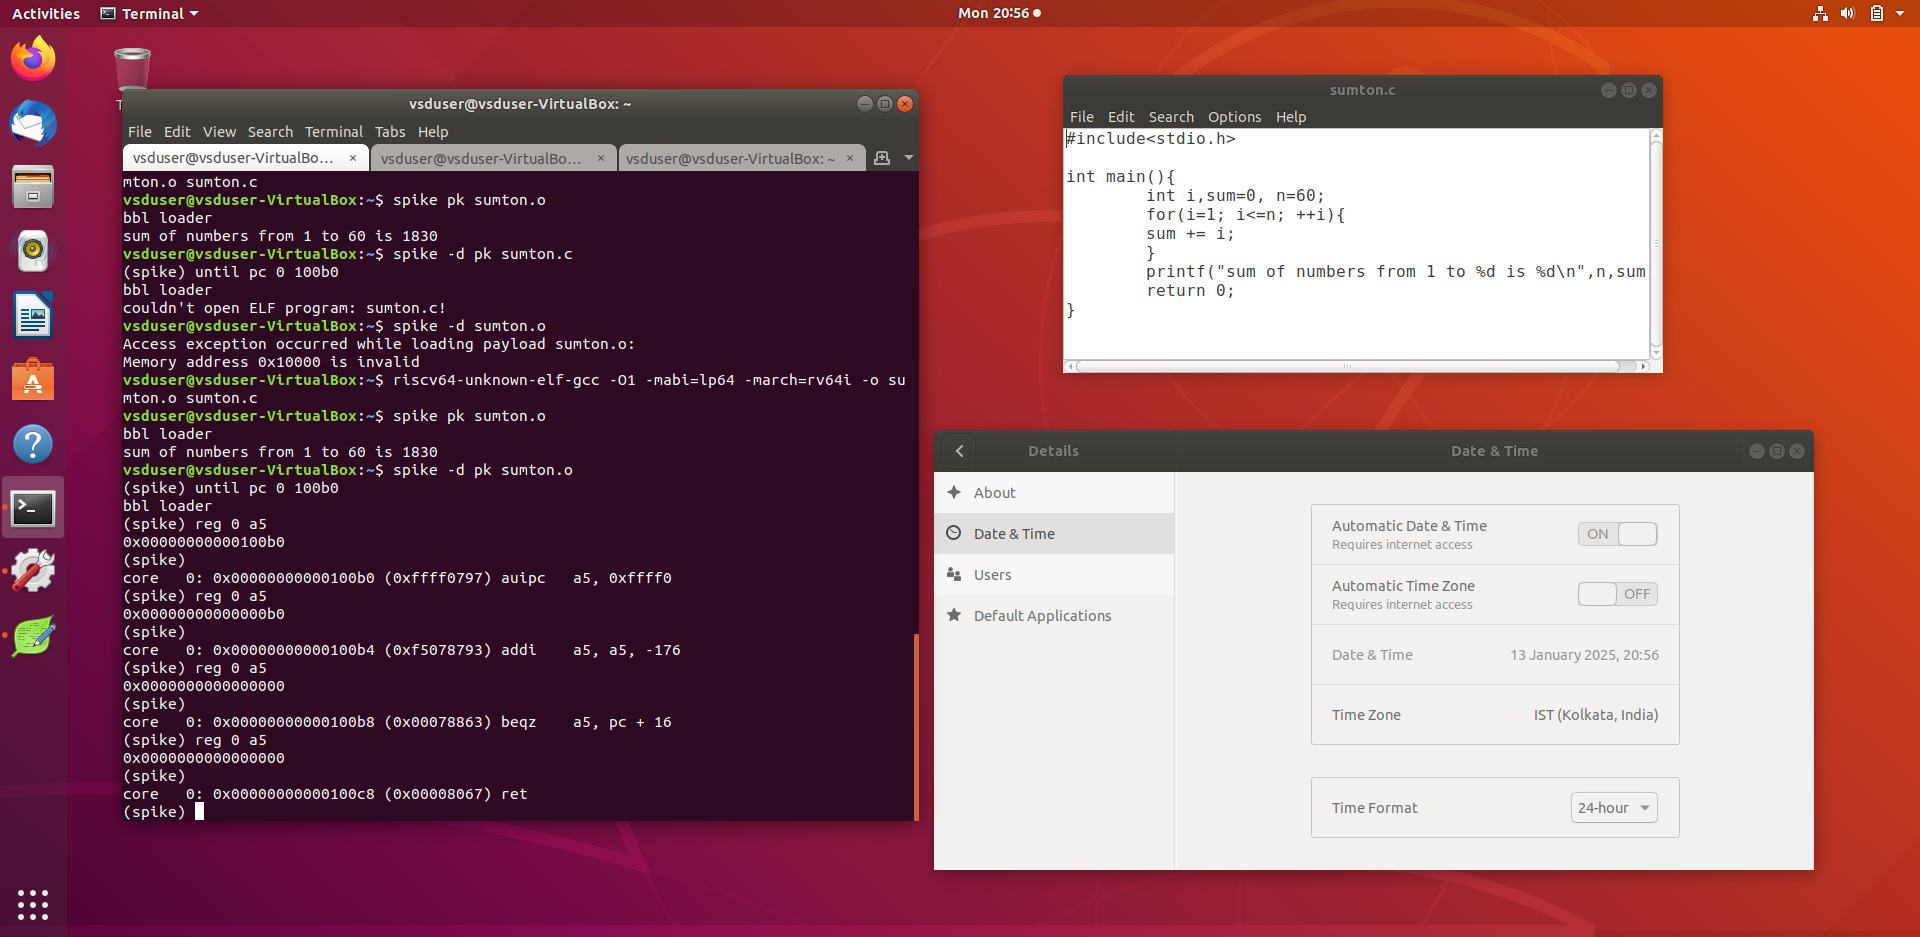 Activities
Terminal
Mon 20:56
vsduser@vsduser-VirtualBox: ~
File Edit View Search Terminal Tabs Help
vsduser@vsduser-VirtualBo...
vsduser@vsduser-VirtualBo...
vsduser@vsduser-VirtualBox: ~
mton.o sumton.c
vsduser@vsduser-VirtualBox:~$ spike pk sumton.o
bbl loader
sum of numbers from 1 to 60 is 1830
vsduser@vsduser-VirtualBox:~$ spike -d pk sumton.c
(spike) until pc 0 100b0
bbl loader
couldn't open ELF program: sumton.c!
vsduser@vsduser-VirtualBox:~$ spike -d sumton.o
Access exception occurred while loading payload sumton.o:
Memory address 0x10000 is invalid
vsduser@vsduser-VirtualBox:~$ riscv64-unknown-elf-gcc -O1 -mabi=lp64 -march=rv64i -o su
mton.o sumton.c
vsduser@vsduser-VirtualBox:~$ spike pk sumton.o
bbl loader
sum of numbers from 1 to 60 is 1830
vsduser@vsduser-VirtualBox:~$ spike -d pk sumton.o
(spike) until pc 0 100b0
bbl loader
(spike) reg 0 a5
0x00000000000100b0
(spike)
core   0: 0x00000000000100b0 (0xffff0797) auipc   a5, 0xffff0
(spike) reg 0 a5
0x00000000000000b0
(spike)
core   0: 0x00000000000100b4 (0xf5078793) addi    a5, a5, -176
(spike) reg 0 a5
0x0000000000000000
(spike)
core   0: 0x00000000000100b8 (0x00078863) beqz    a5, pc + 16
(spike) reg 0 a5
0x0000000000000000
(spike)
core   0: 0x00000000000100c8 (0x00008067) ret
(spike)
sumton.c
File Edit Search Options Help
#include<stdio.h>
int main(){
int i,sum=0, n=60;
for(i=1; i<=n; ++i){
sum += i;
}
printf("sum of numbers from 1 to %d is %d\n",n,sum
return 0;
}
Details
Date & Time
About
Date & Time
Users
Default Applications
Automatic Date & Time
Requires internet access
ON
Automatic Time Zone
Requires internet access
OFF
Date & Time 13 January 2025, 20:56
Time Zone IST (Kolkata, India)
Time Format 24-hour